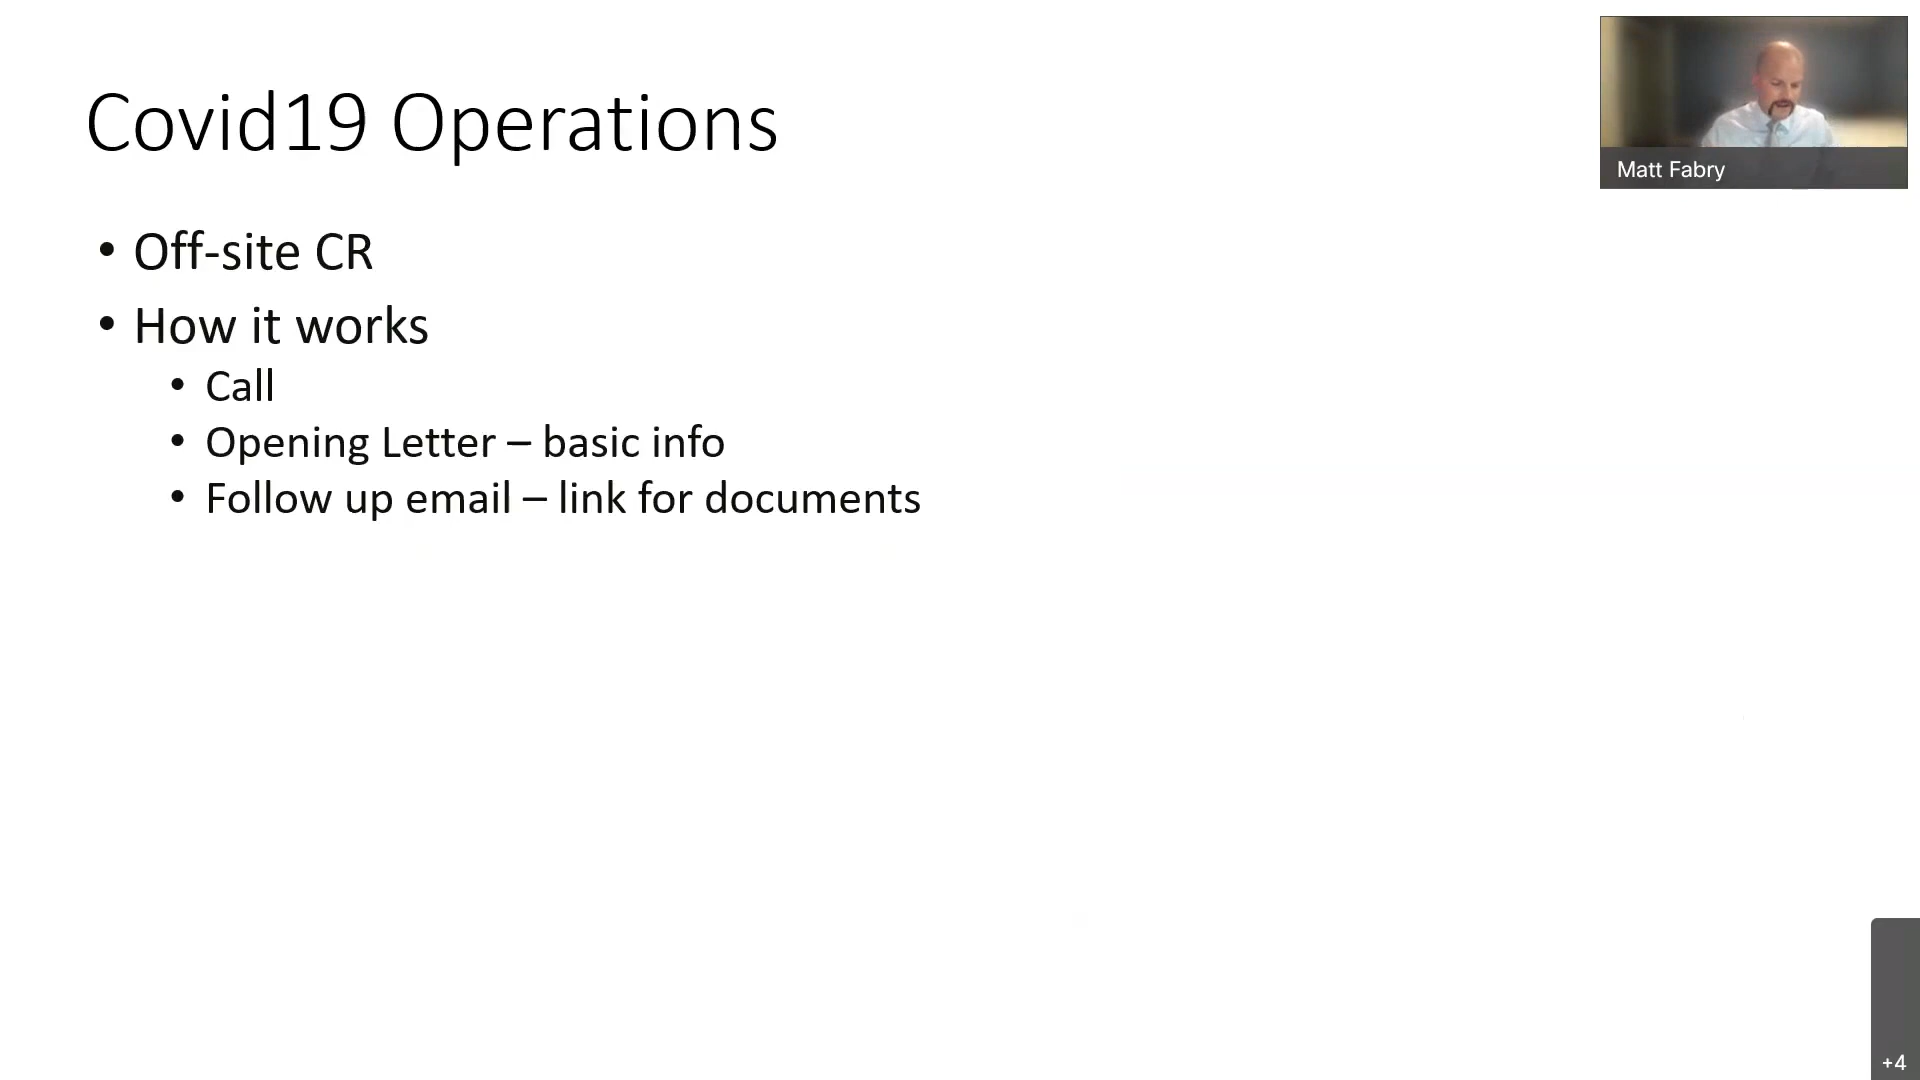 Covid19 Operations
Matt Fabry
• Off-site CR
• How it works
• Call
• Opening Letter – basic info
• Follow up email – link for documents
+4